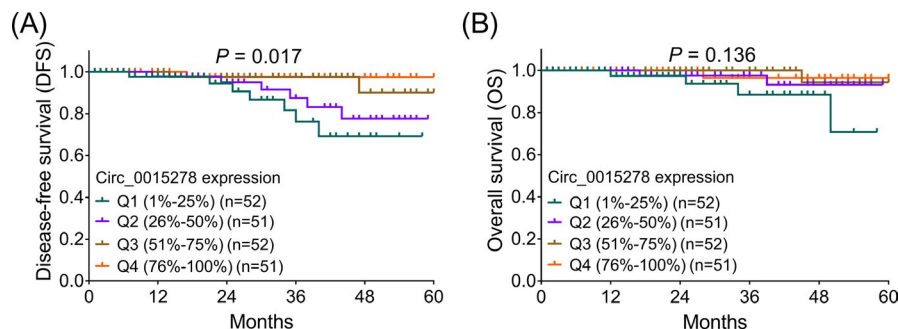 (A)
P = 0.017
Disease-free survival (DFS)
1.0
0.8
0.6
0.4
0.2
0.0
Circ_0015278 expression
Q1 (1%-25%) (n=52)
Q2 (26%-50%) (n=51)
Q3 (51%-75%) (n=52)
Q4 (76%-100%) (n=51)
0 12 24 36 48 60
Months
(B)
P = 0.136
Overall survival (OS)
1.0
0.8
0.6
0.4
0.2
0.0
Circ_0015278 expression
Q1 (1%-25%) (n=52)
Q2 (26%-50%) (n=51)
Q3 (51%-75%) (n=52)
Q4 (76%-100%) (n=51)
0 12 24 36 48 60
Months